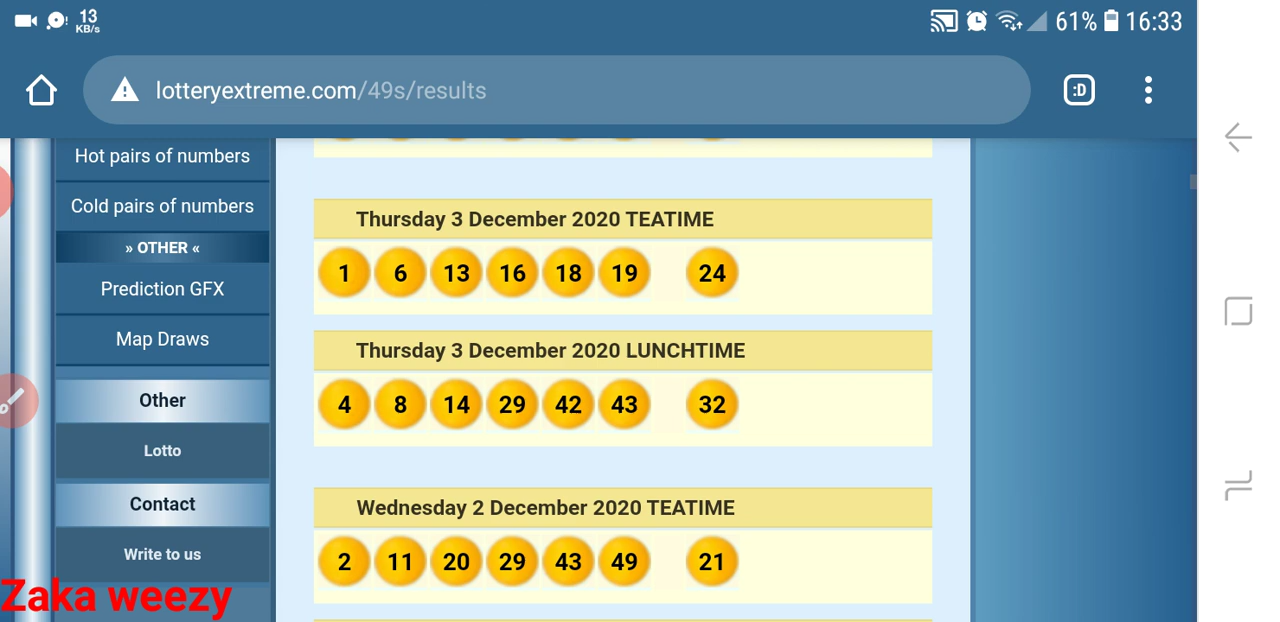 13
KB/s
61% 16:33
lotteryextreme.com/49s/results
:D
Hot pairs of numbers
Cold pairs of numbers
» OTHER «
Prediction GFX
Map Draws
Other
Lotto
Contact
Write to us
Zaka weezy
Thursday 3 December 2020 TEATIME
1 6 13 16 18 19 24
Thursday 3 December 2020 LUNCHTIME
4 8 14 29 42 43 32
Wednesday 2 December 2020 TEATIME
2 11 20 29 43 49 21